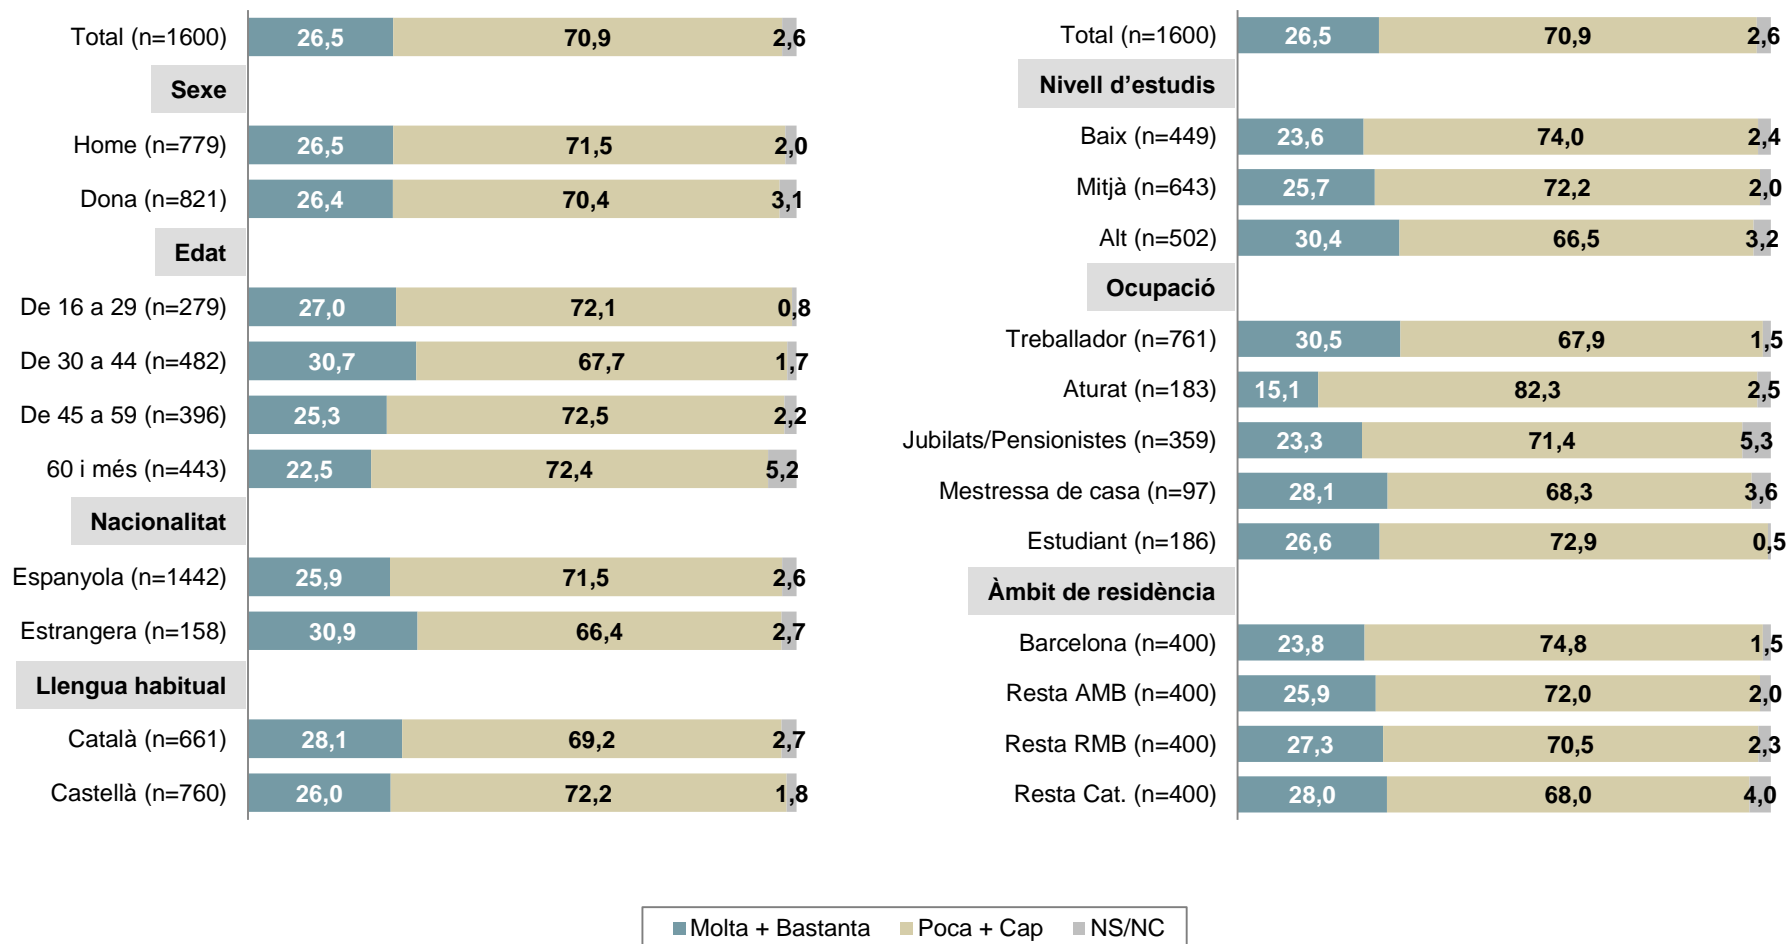 Total (n=1600) 26,5 70,9 2,6
Sexe
Home (n=779) 26,5 71,5 2,0
Dona (n=821) 26,4 70,4 3,1
Edat
De 16 a 29 (n=279) 27,0 72,1 0,8
De 30 a 44 (n=482) 30,7 67,7 1,7
De 45 a 59 (n=396) 25,3 72,5 2,2
60 i més (n=443) 22,5 72,4 5,2
Nacionalitat
Espanyola (n=1442) 25,9 71,5 2,6
Estrangera (n=158) 30,9 66,4 2,7
Llengua habitual
Català (n=661) 28,1 69,2 2,7
Castellà (n=760) 26,0 72,2 1,8
Total (n=1600) 26,5 70,9 2,6
Nivell d’estudis
Baix (n=449) 23,6 74,0 2,4
Mitjà (n=643) 25,7 72,2 2,0
Alt (n=502) 30,4 66,5 3,2
Ocupació
Treballador (n=761) 30,5 67,9 1,5
Aturat (n=183) 15,1 82,3 2,5
Jubilats/Pensionistes (n=359) 23,3 71,4 5,3
Mestressa de casa (n=97) 28,1 68,3 3,6
Estudiant (n=186) 26,6 72,9 0,5
Àmbit de residència
Barcelona (n=400) 23,8 74,8 1,5
Resta AMB (n=400) 25,9 72,0 2,0
Resta RMB (n=400) 27,3 70,5 2,3
Resta Cat. (n=400) 28,0 68,0 4,0
Molta + Bastanta Poca + Cap NS/NC